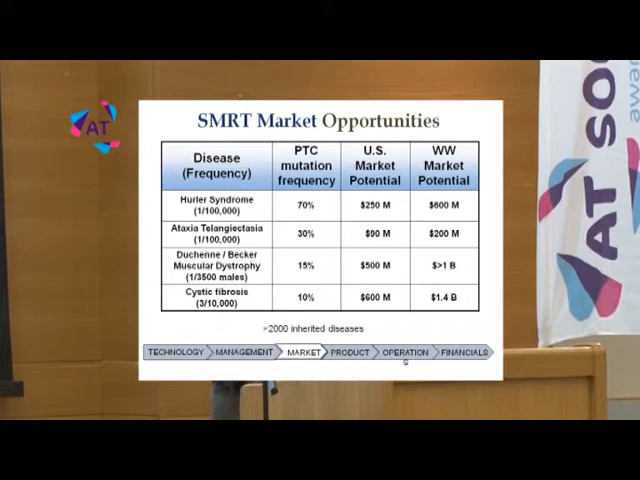 AT
SMRT Market Opportunities
Disease
(Frequency)
PTC
mutation
frequency
U.S.
Market
Potential
WW
Market
Potential
Hurler Syndrome
(1/100,000)
70%
$250 M
$600 M
Ataxia Telangiectasia
(1/100,000)
30%
$90 M
$200 M
Duchenne / Becker
Muscular Dystrophy
(1/3500 males)
15%
$500 M
$>1 B
Cystic fibrosis
(3/10,000)
10%
$600 M
$1.4 B
>2000 inherited diseases
TECHNOLOGY
MANAGEMENT
MARKET
PRODUCT
OPERATION
S
FINANCIALS
AT SOC
awar